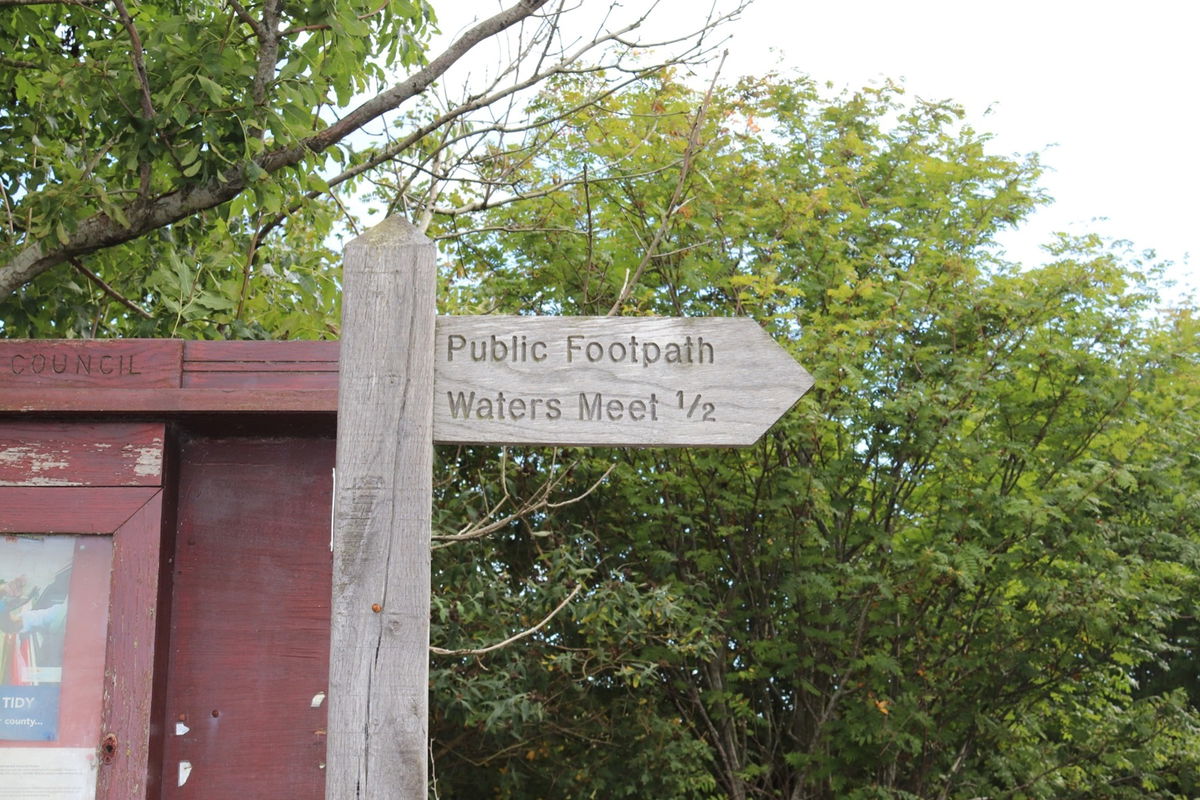 COUNCIL
Public Footpath
Waters Meet ½
TIDY
county...